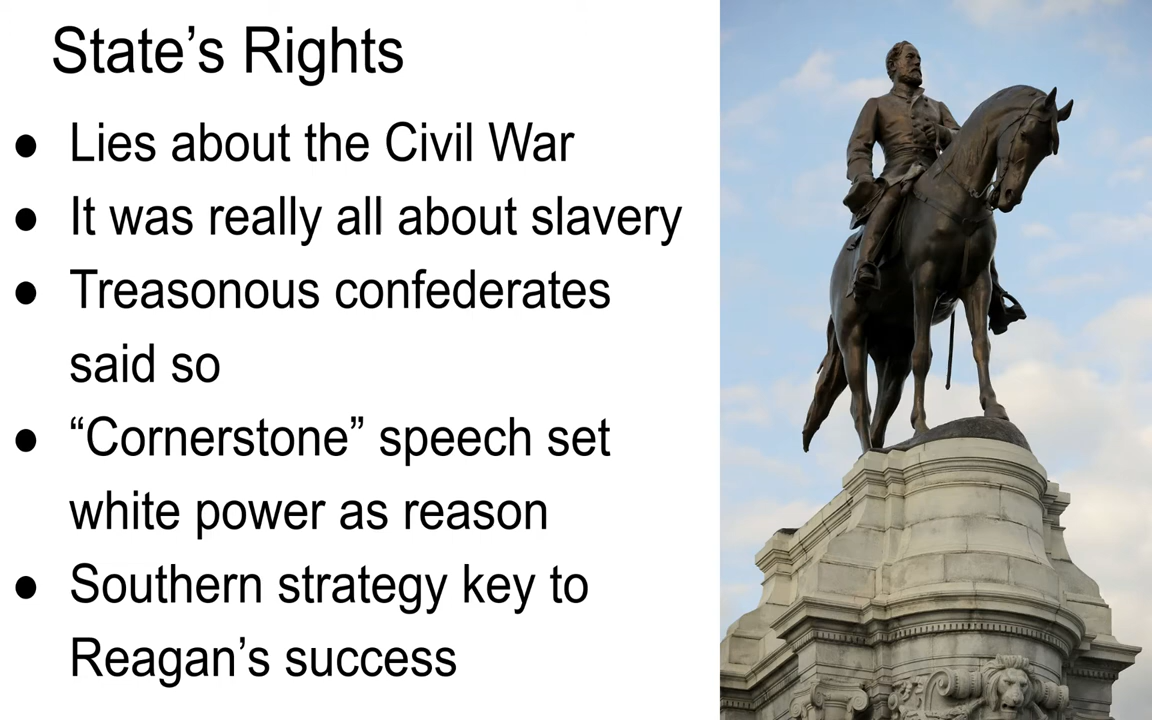 State’s Rights
● Lies about the Civil War
● It was really all about slavery
● Treasonous confederates
said so
● “Cornerstone” speech set
white power as reason
● Southern strategy key to
Reagan’s success